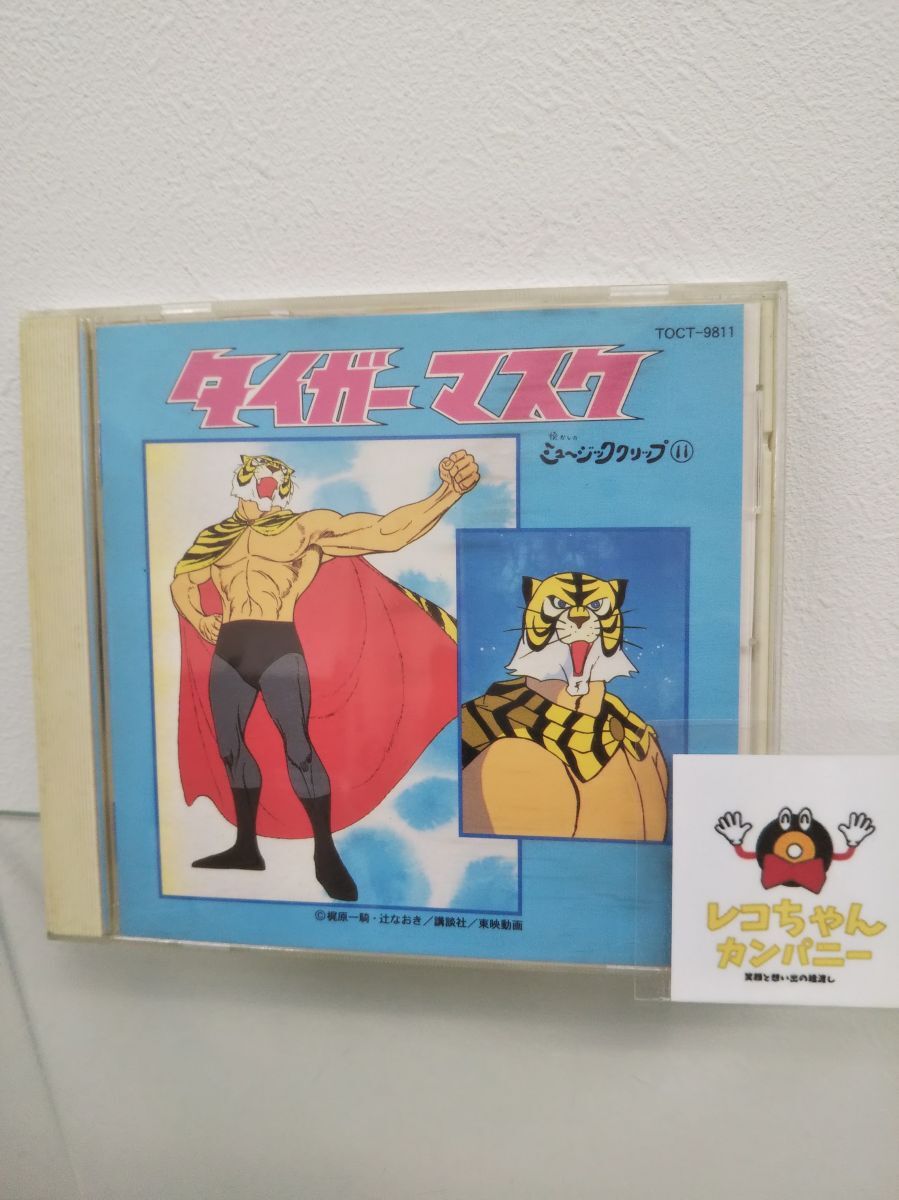 TOCT-9811
タイガーマスク
懐かしの
ミュージッククリップ⑪
©梶原一騎・辻なおき／講談社／東映動画
レコちゃん
カンパニー
笑顔と想い出の橋渡し